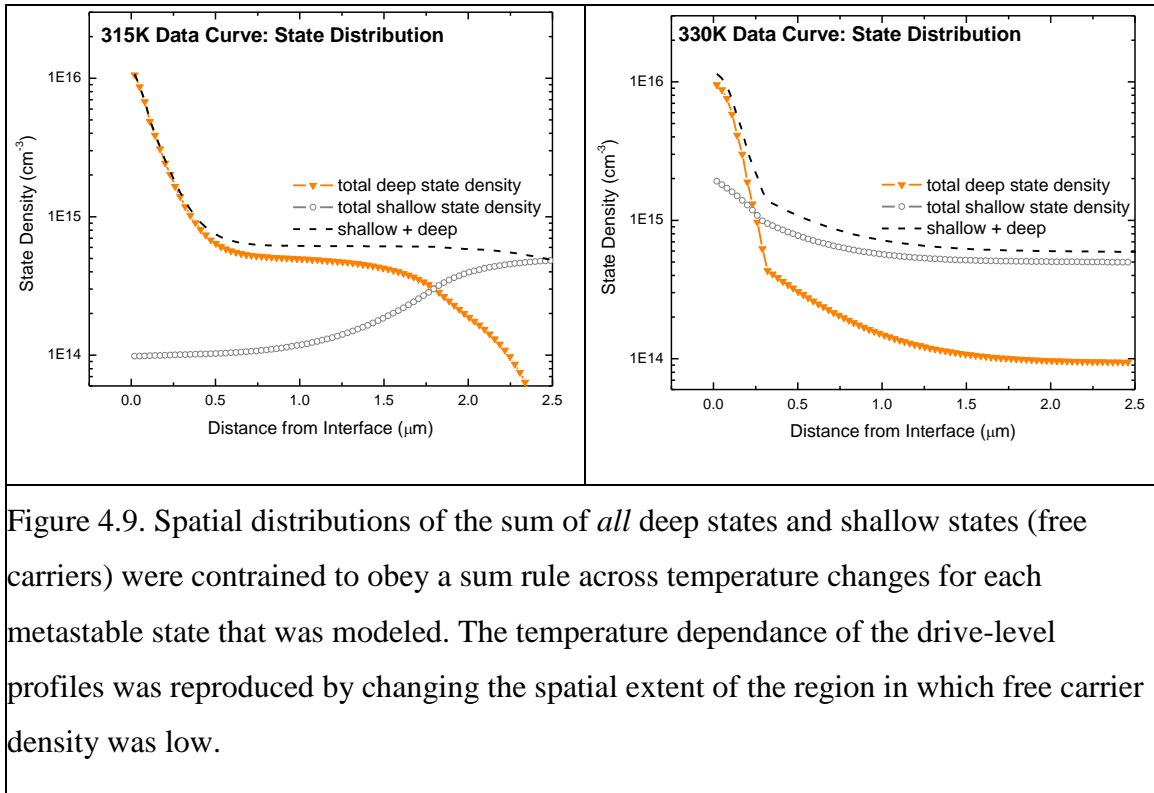 315K Data Curve: State Distribution
1E16
1E15
1E14
State Density (cm-3)
total deep state density
total shallow state density
shallow + deep
0.0 0.5 1.0 1.5 2.0 2.5
Distance from Interface (μm)
330K Data Curve: State Distribution
1E16
1E15
1E14
State Density (cm-3)
total deep state density
total shallow state density
shallow + deep
0.0 0.5 1.0 1.5 2.0 2.5
Distance from Interface (μm)
Figure 4.9. Spatial distributions of the sum of all deep states and shallow states (free
carriers) were contrained to obey a sum rule across temperature changes for each
metastable state that was modeled. The temperature dependance of the drive-level
profiles was reproduced by changing the spatial extent of the region in which free carrier
density was low.